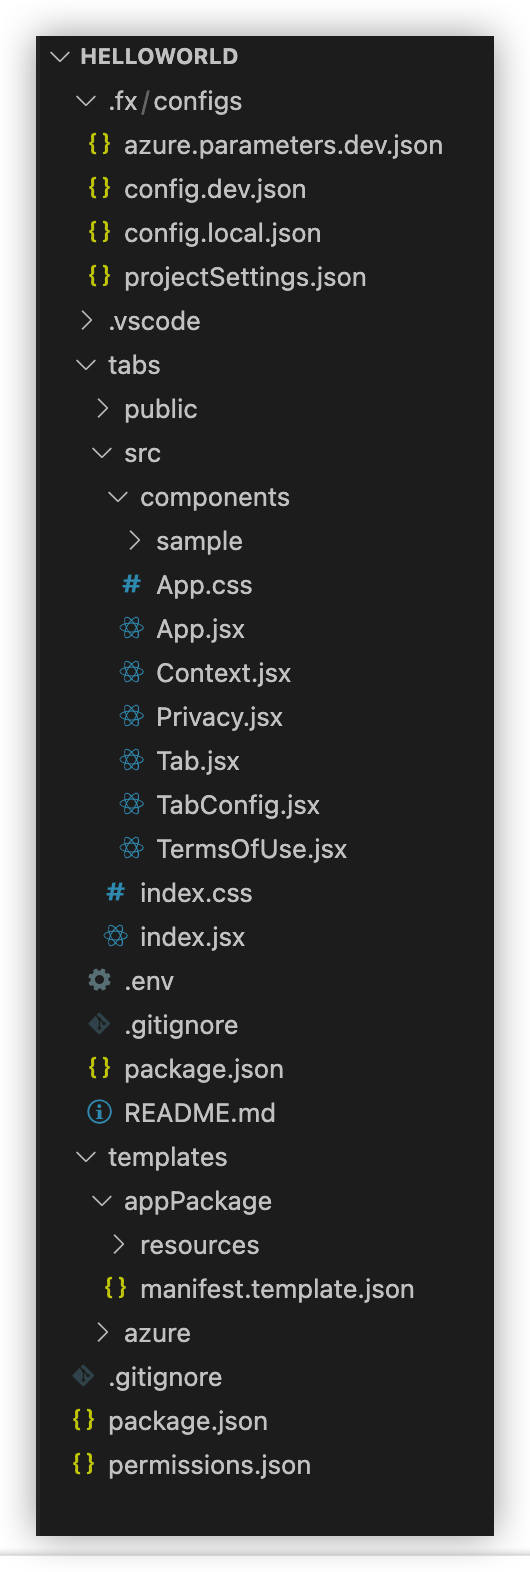 HELLOWORLD
.fx/configs
{} azure.parameters.dev.json
{} config.dev.json
{} config.local.json
{} projectSettings.json
.vscode
tabs
public
src
components
sample
# App.css
App.jsx
Context.jsx
Privacy.jsx
Tab.jsx
TabConfig.jsx
TermsOfUse.jsx
# index.css
index.jsx
.env
.gitignore
{} package.json
README.md
templates
appPackage
resources
{} manifest.template.json
azure
.gitignore
{} package.json
{} permissions.json